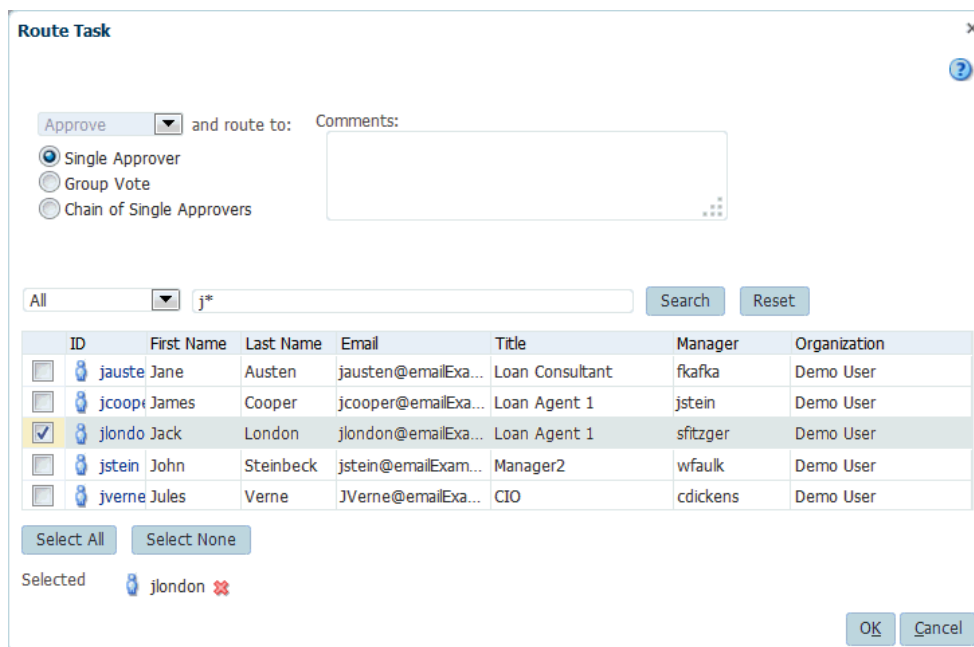 Route Task
Approve and route to: Comments:
Single Approver
Group Vote
Chain of Single Approvers
All j* Search Reset
ID First Name Last Name Email Title Manager Organization
jauste Jane Austen jausten@emailExa... Loan Consultant fkafka Demo User
jcoope James Cooper jcooper@emailExa... Loan Agent 1 jstein Demo User
jlondo Jack London jlondon@emailExa... Loan Agent 1 sfitzger Demo User
jstein John Steinbeck jstein@emailExam... Manager2 wfaulk Demo User
jverne Jules Verne JVerne@emailExa... CIO cdickens Demo User
Select All Select None
Selected jlondon
OK Cancel